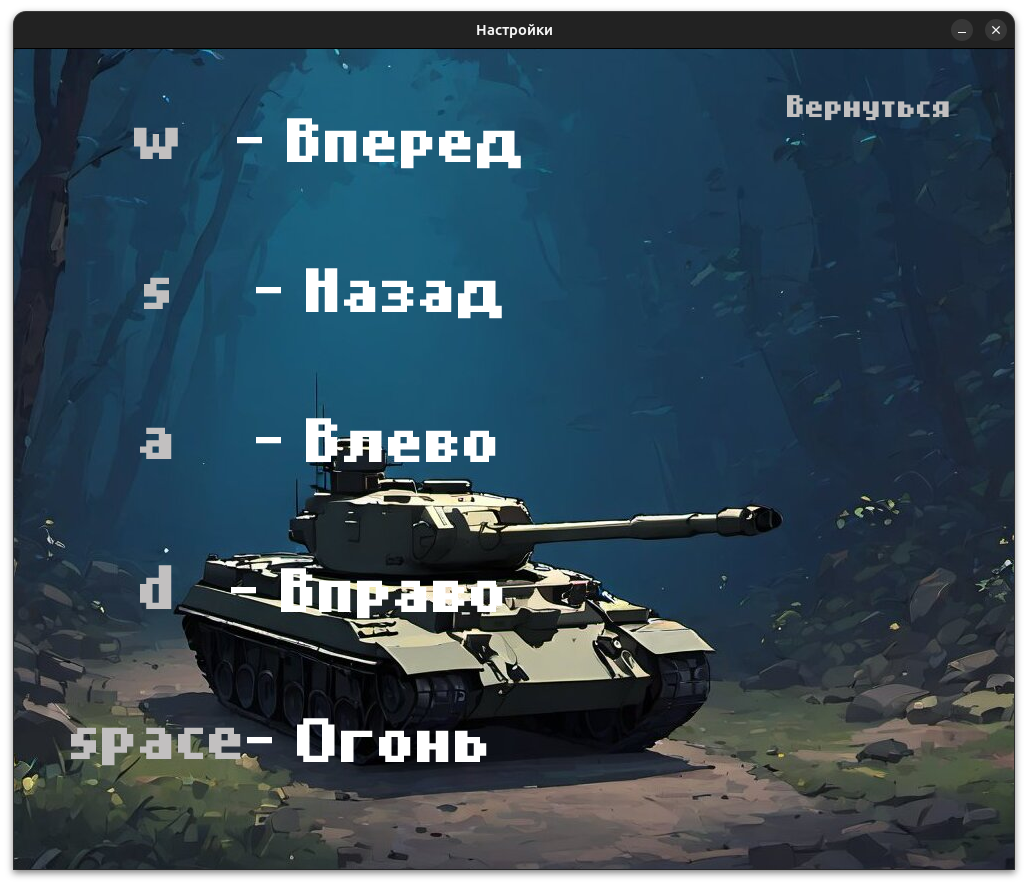 Настройки
Вернуться
w - Вперед
s - Назад
a - Влево
d - Вправо
space- Огонь